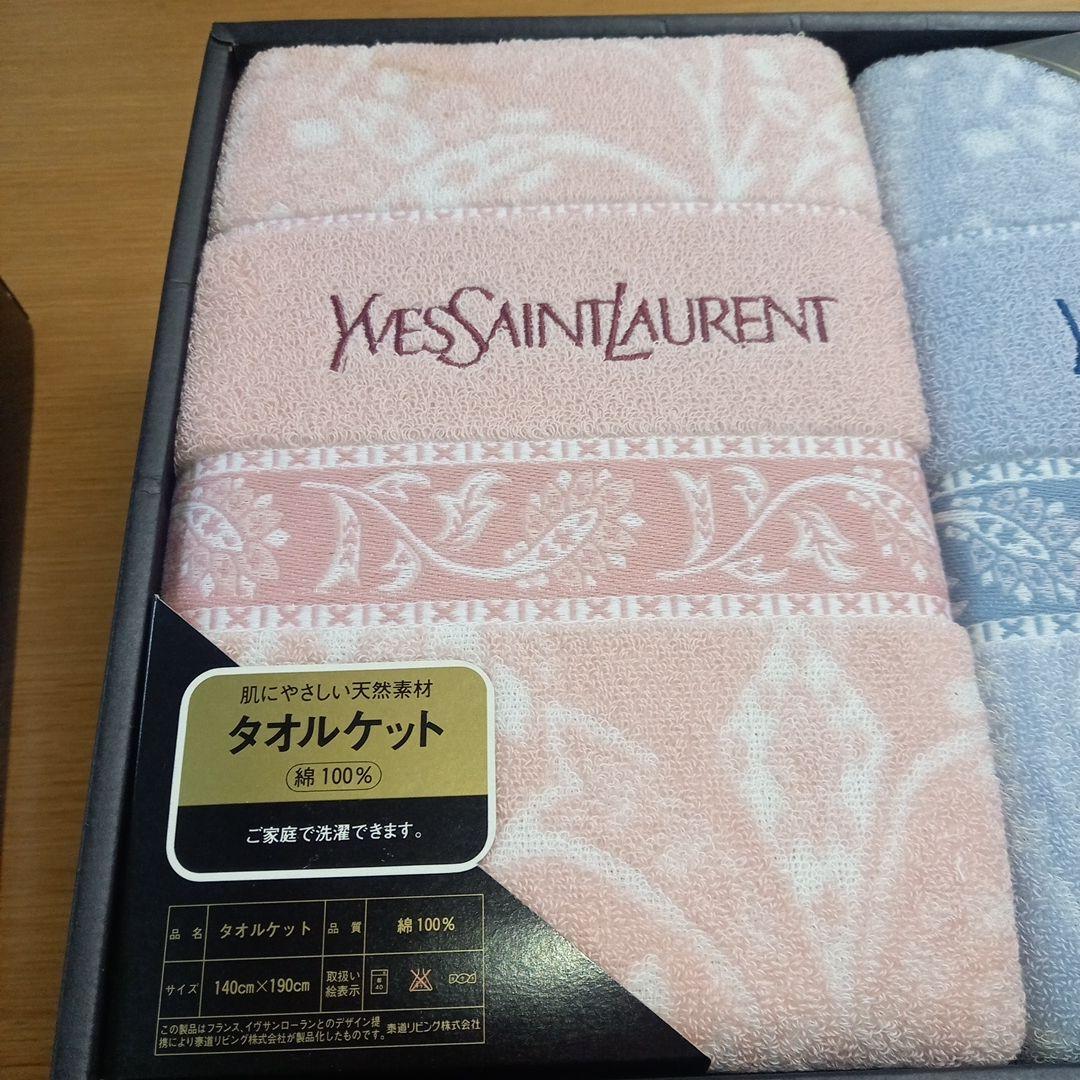 YVESSAINTLAURENT
Y
肌にやさしい天然素材
タオルケット
綿100%
ご家庭で洗濯できます。
品名 タオルケット 品質 綿100%
サイズ 140cm×190cm 取扱い絵表示 40
この製品はフランス、イヴサンローランとのデザイン提
携により泰道リビング株式会社が製品化したものです。 泰道リビング株式会社